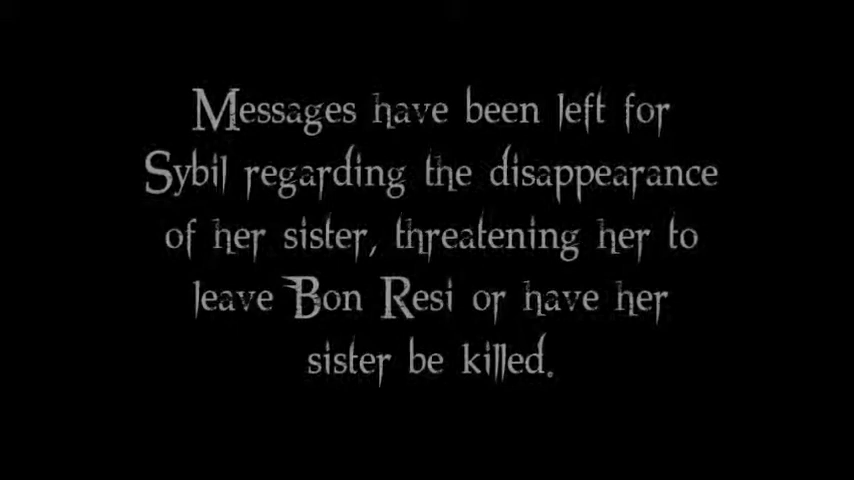 Messages have been left for
Sybil regarding the disappearance
of her sister, threatening her to
leave Bon Resi or have her
sister be killed.